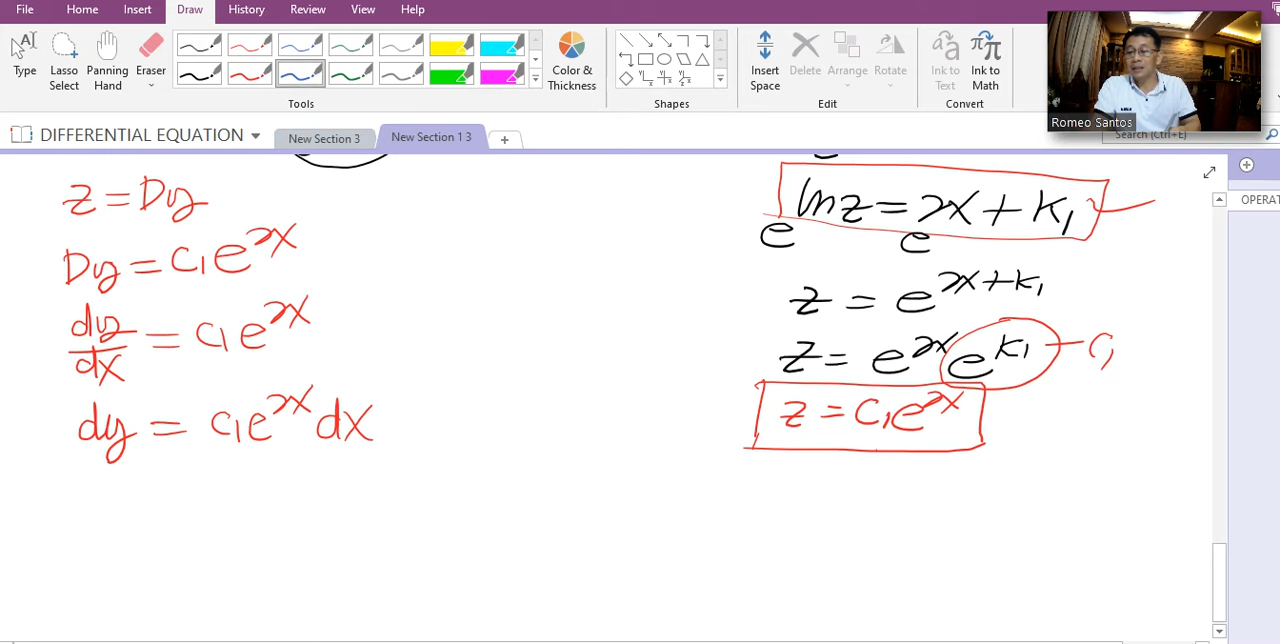 File Home Insert Draw History Review View Help
Type Lasso Select Panning Hand Eraser Color & Thickness Insert Space Delete Arrange Rotate Ink to Text Ink to Math
Tools Shapes Edit Convert
Romeo Santos
Search (Ctrl+E)
DIFFERENTIAL EQUATION New Section 3 New Section 1 3
OPERAT
z = Dy
Dy = C₁e^2x
dy/dx = C₁e^2x
dy = C₁e^2x dx
ln z = 2x + k₁
e e
z = e^2x+k₁
z = e^2x e^k₁ C₁
z = C₁e^2x